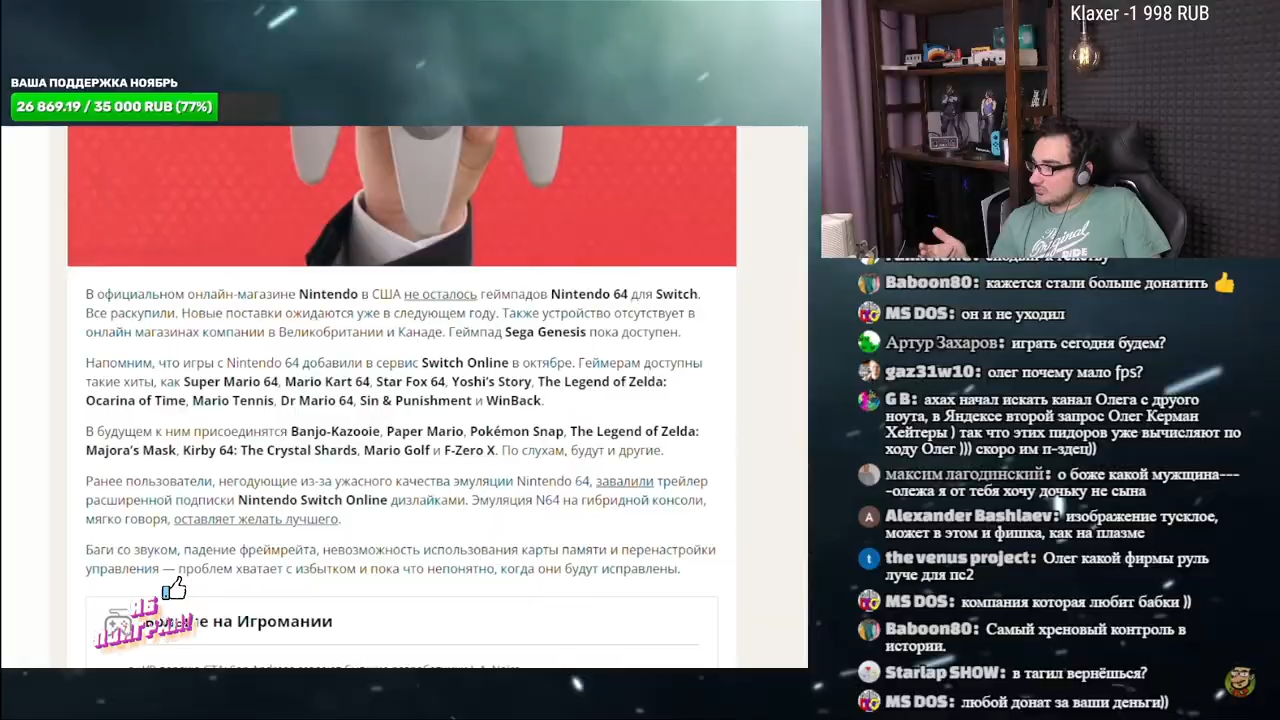 Klaxer -1 998 RUB
ВАША ПОДДЕРЖКА НОЯБРЬ
26 869.19 / 35 000 RUB (77%)
В официальном онлайн-магазине Nintendo в США не осталось геймпадов Nintendo 64 для Switch.
Все раскупили. Новые поставки ожидаются уже в следующем году. Также устройство отсутствует в
онлайн магазинах компании в Великобритании и Канаде. Геймпад Sega Genesis пока доступен.
Напомним, что игры с Nintendo 64 добавили в сервис Switch Online в октябре. Геймерам доступны
такие хиты, как Super Mario 64, Mario Kart 64, Star Fox 64, Yoshi’s Story, The Legend of Zelda:
Ocarina of Time, Mario Tennis, Dr Mario 64, Sin & Punishment и WinBack.
В будущем к ним присоединятся Banjo-Kazooie, Paper Mario, Pokémon Snap, The Legend of Zelda:
Majora’s Mask, Kirby 64: The Crystal Shards, Mario Golf и F-Zero X. По слухам, будут и другие.
Ранее пользователи, негодующие из-за ужасного качества эмуляции Nintendo 64, завалили трейлер
расширенной подписки Nintendo Switch Online дизлайками. Эмуляция N64 на гибридной консоли,
мягко говоря, оставляет желать лучшего.
Баги со звуком, падение фреймрейта, невозможность использования карты памяти и перенастройки
управления — проблем хватает с избытком и пока что непонятно, когда они будут исправлены.
на Игромании
Baboon80: кажется стали больше донатить
MS DOS: он и не уходил
Артур Захаров: играть сегодня будем?
gaz31w10: олег почему мало fps?
G B: ахах начал искать канал Олега с друого
ноута, в Яндексе второй запрос Олег Керман
Хейтеры ) так что этих пидоров уже вычисляют по
ходу Олег ))) скоро им п-здец))
максим лагодинский: о боже какой мужщина---
-олежа я от тебя хочу дочьку не сына
Alexander Bashlaev: изображение тусклое,
может в этом и фишка, как на плазме
the venus project: Олег какой фирмы руль
луче для пс2
MS DOS: компания которая любит бабки ))
Baboon80: Самый хреновый контроль в
истории.
Starlap SHOW: в тагил вернёшься?
MS DOS: любой донат за ваши деньги))